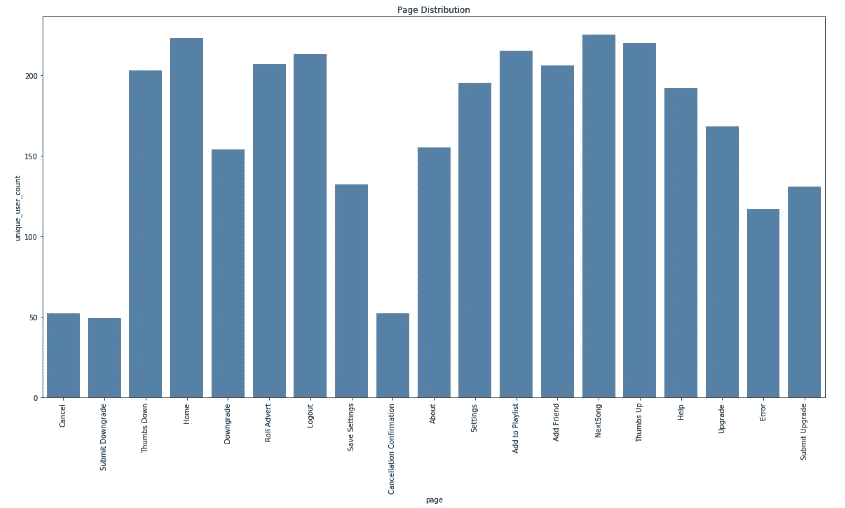 Page Distribution
unique_user_count
200
150
100
50
0
Cancel
Submit Downgrade
Thumbs Down
Home
Downgrade
Roll Advert
Logout
Save Settings
Cancellation Confirmation
About
Settings
Add to Playlist
Add Friend
NextSong
Thumbs Up
Help
Upgrade
Error
Submit Upgrade
page